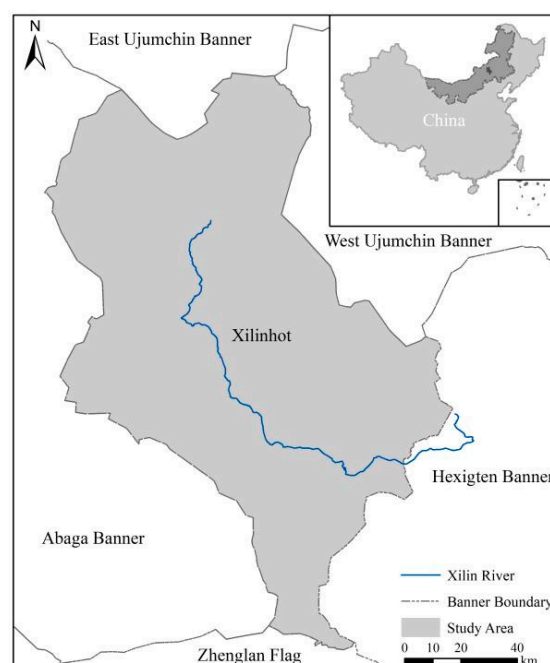 N
East Ujumchin Banner
China
West Ujumchin Banner
Xilinhot
Hexigten Banner
Abaga Banner
Xilin River
Banner Boundary
Study Area
Zhenglan Flag
0 20 40
km